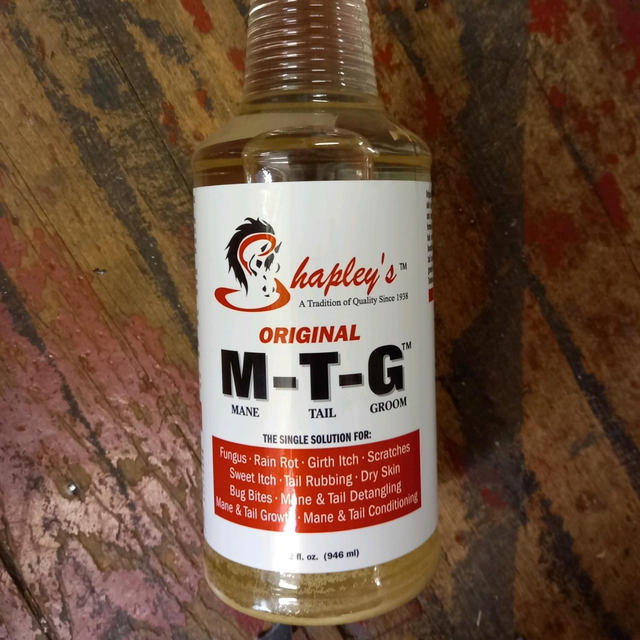 Shapley's™
A Tradition of Quality Since 1938
ORIGINAL
M-T-G™
MANE TAIL GROOM
THE SINGLE SOLUTION FOR:
Fungus · Rain Rot · Girth Itch · Scratches
Sweet Itch · Tail Rubbing · Dry Skin
Bug Bites · Mane & Tail Detangling
Mane & Tail Growth · Mane & Tail Conditioning
fl. oz. (946 ml)